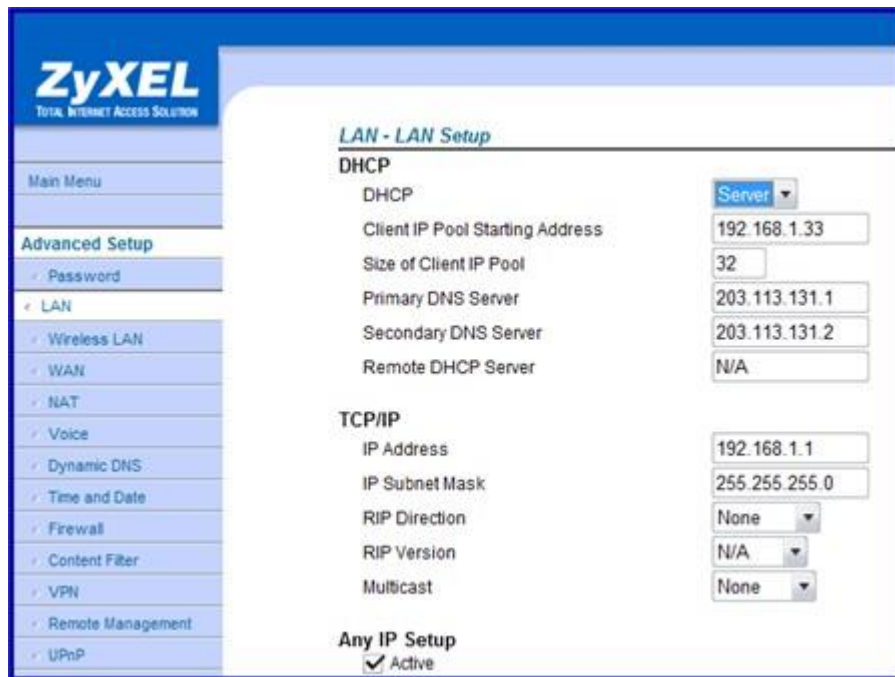 ZyXEL
TOTAL INTERNET ACCESS SOLUTION
Main Menu
Advanced Setup
Password
LAN
Wireless LAN
WAN
NAT
Voice
Dynamic DNS
Time and Date
Firewall
Content Filter
VPN
Remote Management
UPnP
LAN - LAN Setup
DHCP
DHCP Server
Client IP Pool Starting Address 192.168.1.33
Size of Client IP Pool 32
Primary DNS Server 203.113.131.1
Secondary DNS Server 203.113.131.2
Remote DHCP Server N/A
TCP/IP
IP Address 192.168.1.1
IP Subnet Mask 255.255.255.0
RIP Direction None
RIP Version N/A
Multicast None
Any IP Setup
Active